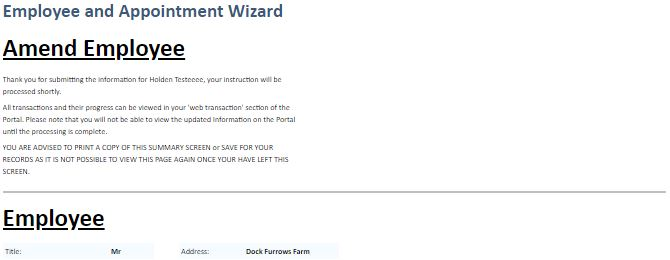 Employee and Appointment Wizard
Amend Employee
Thank you for submitting the information for Holden Testeeee, your instruction will be
processed shortly.
All transactions and their progress can be viewed in your 'web transaction' section of the
Portal. Please note that you will not be able to view the updated Information on the Portal
until the processing is complete.
YOU ARE ADVISED TO PRINT A COPY OF THIS SUMMARY SCREEN or SAVE FOR YOUR
RECORDS AS IT IS NOT POSSIBLE TO VIEW THIS PAGE AGAIN ONCE YOUR HAVE LEFT THIS
SCREEN.
Employee
Title: Mr Address: Dock Furrows Farm